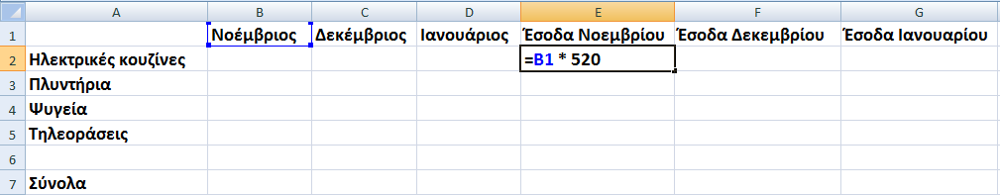 A B C D E F G
1 Νοέμβριος Δεκέμβριος Ιανουάριος Έσοδα Νοεμβρίου Έσοδα Δεκεμβρίου Έσοδα Ιανουαρίου
2 Ηλεκτρικές κουζίνες =B1 * 520
3 Πλυντήρια
4 Ψυγεία
5 Τηλεοράσεις
6
7 Σύνολα